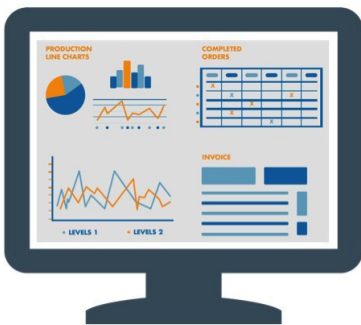 PRODUCTION
LINE CHARTS
COMPLETED
ORDERS
X
X X
X
X
X
INVOICE
LEVELS 1 LEVELS 2